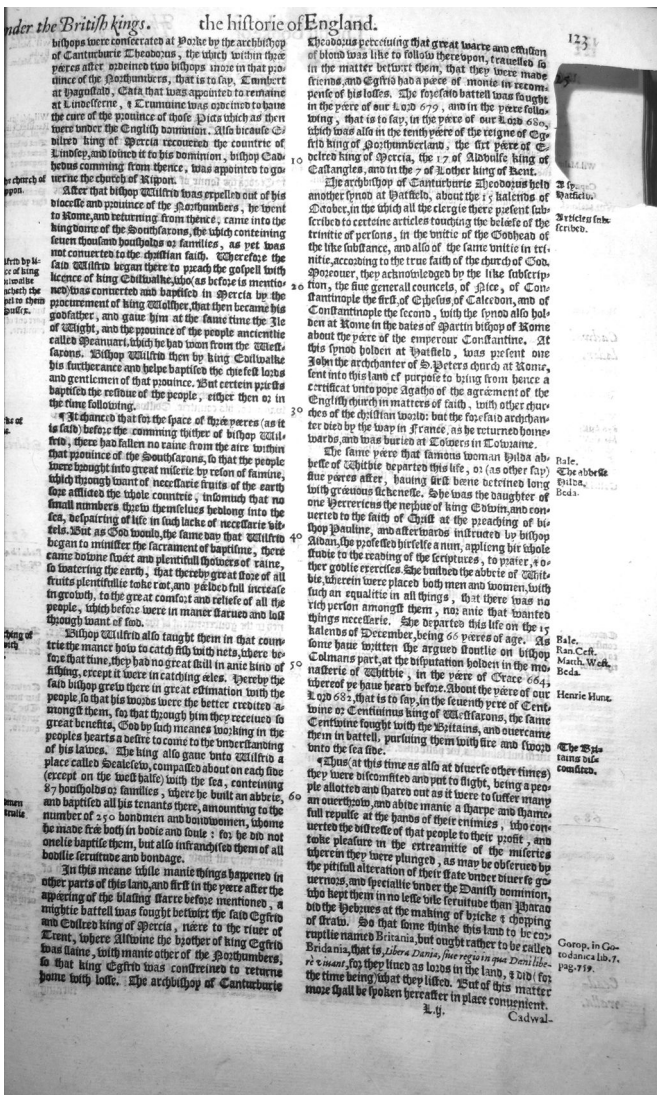 nder the British kings. the historie of England. 123
bishops were consecrated at Yorke by the archbishop
of Canturburie Theodorus, the which within thrée
yéeres after ordeined two bishops more in that pro-
uince of the Northumbers, that is to say, Tumbert
at Hagustald, Eata that was appointed to remaine
at Lindesferne, & Trumuine was ordeined to haue
the cure of the prouince of those Picts which as then
were vnder the English dominion. Also bicause E-
dilred king of Mercia recouered the countrie of
Lindsey, and ioined it to his dominion, bishop Ead-
hedus comming from thence, was appointed to go-
uerne the church of Rippon.
he church of
ppon.
After that bishop Wilfrid was expelled out of his
diocesse and prouince of the Northumbers, he went
to Rome, and returning from thence, came into the
kingdome of the Southsaxons, the which conteining
seuen thousand housholds or families, as yet was
not conuerted to the christian faith. Wherefore the
said Wilfrid began there to preach the gospell with
licence of king Edilwalke, who (as before is mentio-
ned) was conuerted and baptised in Mercia by the
procurement of king Wolfher, that then became his
godfather, and gaue him at the same time the Ile
of Wight, and the prouince of the people ancientlie
called Meanuari, which he had won from the West-
saxons. Bishop Wilfrid then by king Edilwalke
his furtherance and helpe baptised the chiefest lords
and gentlemen of that prouince. But certein priests
baptised the residue of the people, either then or in
the time following.
lfrid by li-
ce of king
ilwalke
cheth the
pel to them
Sussex.
¶ It chanced that for the space of thrée yéeres (as it
is said) before the comming thither of bishop Wil-
frid, there had fallen no raine from the aire within
that prouince of the Southsaxons, so that the people
were brought into great miserie by reson of famine,
which through want of necessarie fruits of the earth
sore afflicted the whole countrie, insomuch that no
small numbers threw themselues hedlong into the
sea, despairing of life in such lacke of necessarie vit-
tels. But as God would, the same day that Wilfrid
began to minister the sacrament of baptisme, there
came downe swéet and plentifull showers of raine,
so watering the earth, that thereby great store of all
fruits plentifullie tooke root, and yéelded full increase
in growth, to the great comfort and reliefe of all the
people, which before were in maner starued and lost
through want of food.
Bishop Wilfrid also taught them in that coun-
trie the maner how to catch fish with nets, where be-
fore that time, they had no great skill in anie kind of
fishing, except it were in catching éeles. Hereby the
said bishop grew there in great estimation with the
people, so that his words were the better credited a-
mongst them, for that through him they receiued so
great benefits, God by such meanes working in the
peoples hearts a desire to come to the vnderstanding
of his lawes. The king also gaue vnto Wilfrid a
place called Sealesew, compassed about on each side
(except on the west halfe) with the sea, conteining
87 housholds or families, where he built an abbeie,
and baptised all his tenants there, amounting to the
number of 250 bondmen and bondwomen, whome
he made frée both in bodie and soule: for he did not
onelie baptise them, but also infranchised them of all
bodilie seruitude and bondage.
In this meane while manie things happened in
other parts of this land, and first in the yéere after the
appéering of the blasing starre before mentioned, a
mightie battell was fought betwixt the said Egfrid
and Edilred king of Mercia, néere to the riuer of
Trent, where Alswine the brother of king Egfrid
was slaine, with manie other of the Northumbers,
so that king Egfrid was constreined to returne
home with losse. The archbishop of Canturburie
10
20
30
40
50
60
Theodorus perceiuing that great warre and effusion
of bloud was like to follow therevpon, trauelled so
in the matter betwixt them, that they were made
friends, and Egfrid had a péece of monie in recom-
pense of his losses. The foresaid battell was fought
in the yéere of our Lord 679, and in the yéere follo-
wing, that is to say, in the yéere of our Lord 680,
which was also in the tenth yéere of the reigne of Eg-
frid king of Northumberland, the sixt yéere of E-
delred king of Mercia, the 17 of Aldvulfe king of
Eastangles, and in the 7 of Lother king of Kent.
The archbishop of Canturburie Theodorus held
another synod at Hatfield, about the 15 kalends of
October, in the which all the clergie there present sub-
scribed to certeine articles touching the beleefe of the
trinitie of persons, in the vnitie of the Godhead of
the like substance, and also of the same vnitie in tri-
nitie, according to the true faith of the church of God.
Moreouer, they acknowledged by the like subscrip-
tion, the fiue generall councels, of Nice, of Con-
stantinople the first, of Ephesus, of Calcedon, and of
Constantinople the second, with the synod also hol-
den at Rome in the daies of Martin bishop of Rome
about the yéere of the emperour Constantine. At
this synod holden at Hatfield, was present one
John the archchanter of S. Peters church at Rome,
sent into this land of purpose to bring from hence a
certificat vnto pope Agatho of the agréement of the
English church in matters of faith, with other chur-
ches of the christian world: but the foresaid archchan-
ter died by the way in France, as he returned home-
wards, and was buried at Towers in Towraine.
A syn
Hatfield.
Articles sub-
scribed.
The same yéere that famous woman Hilda ab-
besse of Whitbie departed this life, or (as other say)
fiue yéeres after, hauing first béene deteined long
with gréeuous sickenesse. She was the daughter of
one Herrericus the nephue of king Edwin, and con-
uerted to the faith of Christ at the preaching of bi-
shop Pauline, and afterwards instructed by bishop
Aidan, she professed hirselfe a nun, applieng hir whole
studie to the reading of the scriptures, to praier, & o-
ther godlie exercises. She builded the abbeie of Whit-
bie, wherein were placed both men and women, with
such an equalitie in all things, that there was no
rich person amongst them, nor anie that wanted
things necessarie. She departed this life on the 15
kalends of December, being 66 yéeres of age. As
some haue written she argued stoutlie on bishop
Colmans part, at the disputation holden in the mo-
nasterie of Whitbie, in the yéere of Grace 664,
whereof ye haue heard before. About the yéere of our
Lord 682, that is to say, in the seuenth yere of Cent-
wine or Centiuinus king of Westsaxons, the same
Centwine fought with the Britains, and ouercame
them in battell, pursuing them with fire and sword
vnto the sea side.
Bale.
The abbesse
Hilda.
Beda.
Bale.
Ran. Cest.
Matth. West.
Beda.
Henrie Hunt.
The Bri-
tains dis-
comfited.
¶ Thus (at this time as also at diuerse other times)
they were discomfited and put to flight, being a peo-
ple allotted and shared out as it were to suffer many
an ouerthrow, and abide manie a sharpe and shame-
full repulse at the hands of their enimies, who con-
uerted the distresse of that people to their profit, and
tooke pleasure in the extreamitie of the miseries
wherein they were plunged, as may be obserued by
the pitifull alteration of their state vnder diuerse go-
uernors, and speciallie vnder the Danish dominion,
who kept them in no lesse vile seruitude than Pharao
did the Hebrues at the making of bricke & chopping
of straw. So that some thinke this land to be cor-
ruptlie named Britania, but ought rather to be called
Bridania, that is, Libera Dania, siue regio in qua Dani libe-
rè viuant, for they liued as lords in the land, & did (for
the time being) what they listed. But of this matter
more shall be spoken hereafter in place conuenient.
Gorop. in Go-
todanica lib. 7.
pag. 759.
L.ij. Cadwal-